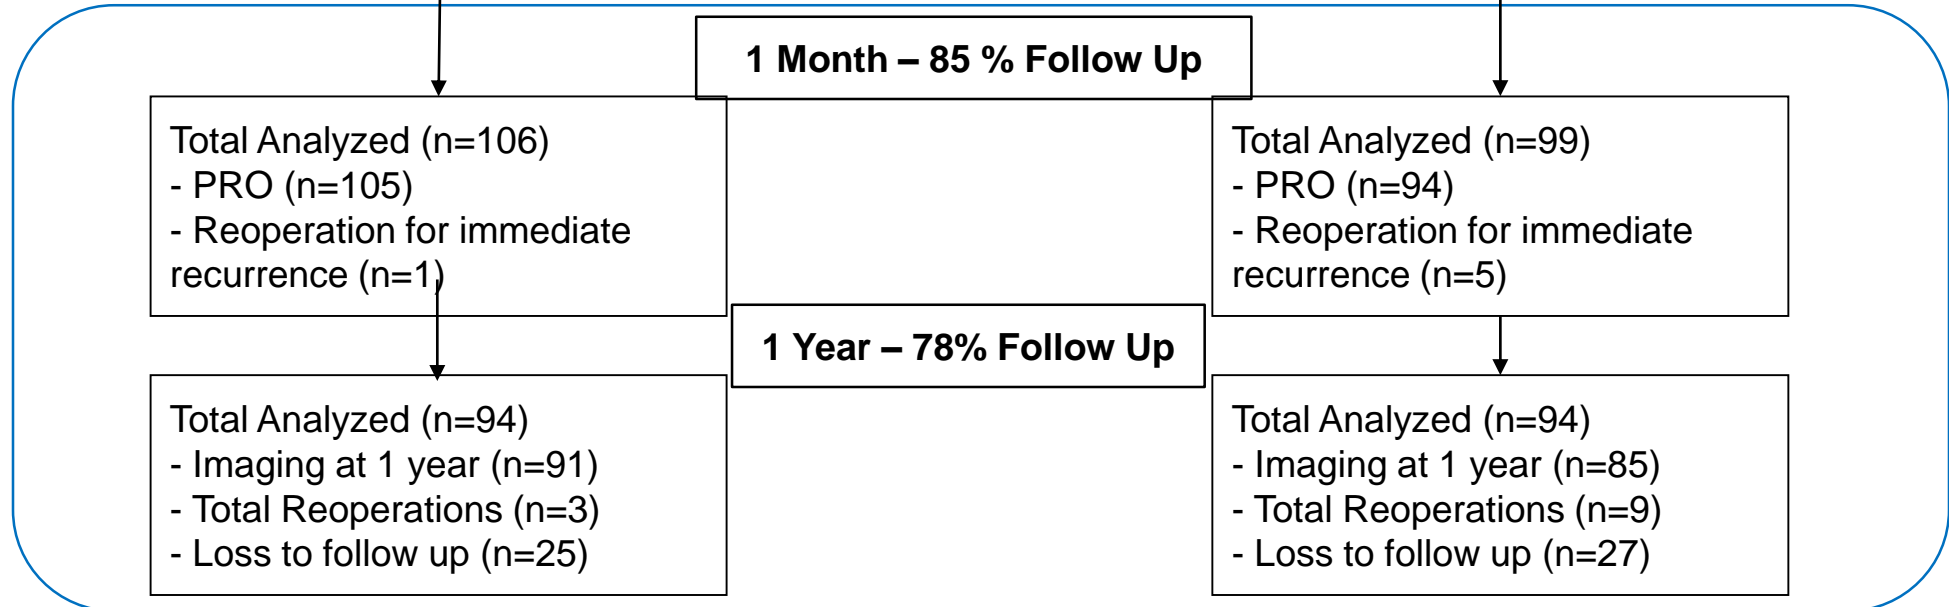 1 Month – 85 % Follow Up
Total Analyzed (n=106)
- PRO (n=105)
- Reoperation for immediate
recurrence (n=1)
Total Analyzed (n=99)
- PRO (n=94)
- Reoperation for immediate
recurrence (n=5)
1 Year – 78% Follow Up
Total Analyzed (n=94)
- Imaging at 1 year (n=91)
- Total Reoperations (n=3)
- Loss to follow up (n=25)
Total Analyzed (n=94)
- Imaging at 1 year (n=85)
- Total Reoperations (n=9)
- Loss to follow up (n=27)